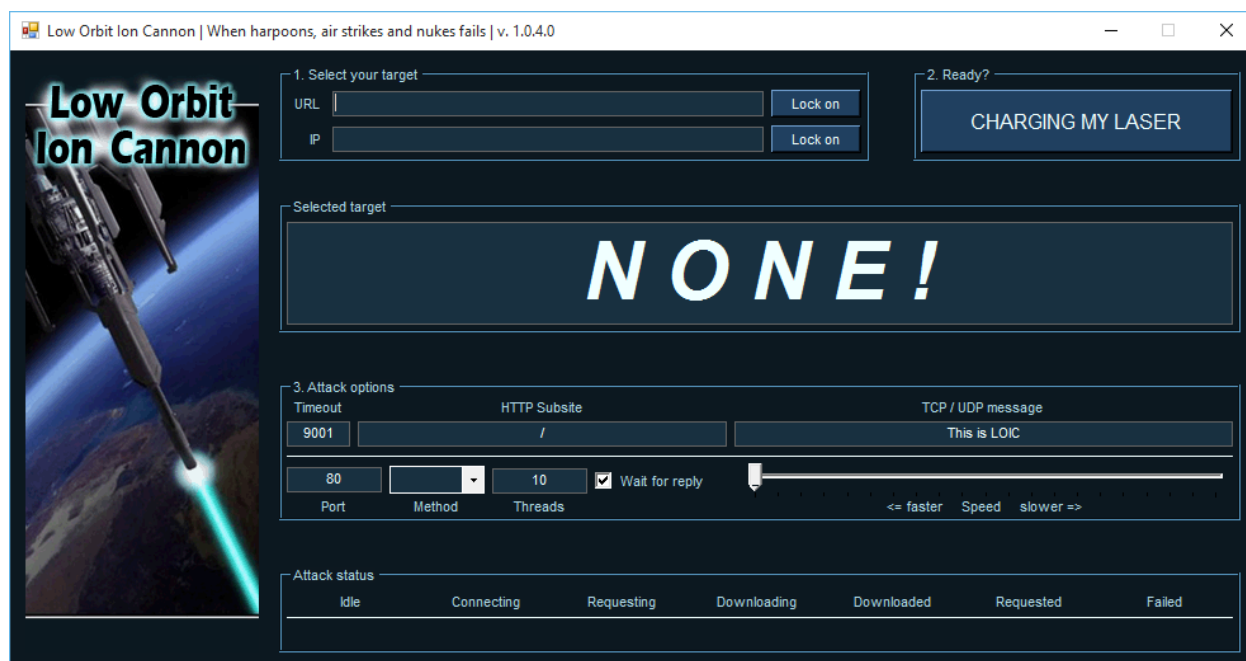 Low Orbit Ion Cannon | When harpoons, air strikes and nukes fails | v. 1.0.4.0
Low Orbit
Ion Cannon
1. Select your target
URL
Lock on
IP
Lock on
2. Ready?
CHARGING MY LASER
Selected target
NONE!
3. Attack options
Timeout HTTP Subsite TCP / UDP message
9001 / This is LOIC
80 10 Wait for reply
Port Method Threads <= faster Speed slower =>
Attack status
Idle Connecting Requesting Downloading Downloaded Requested Failed